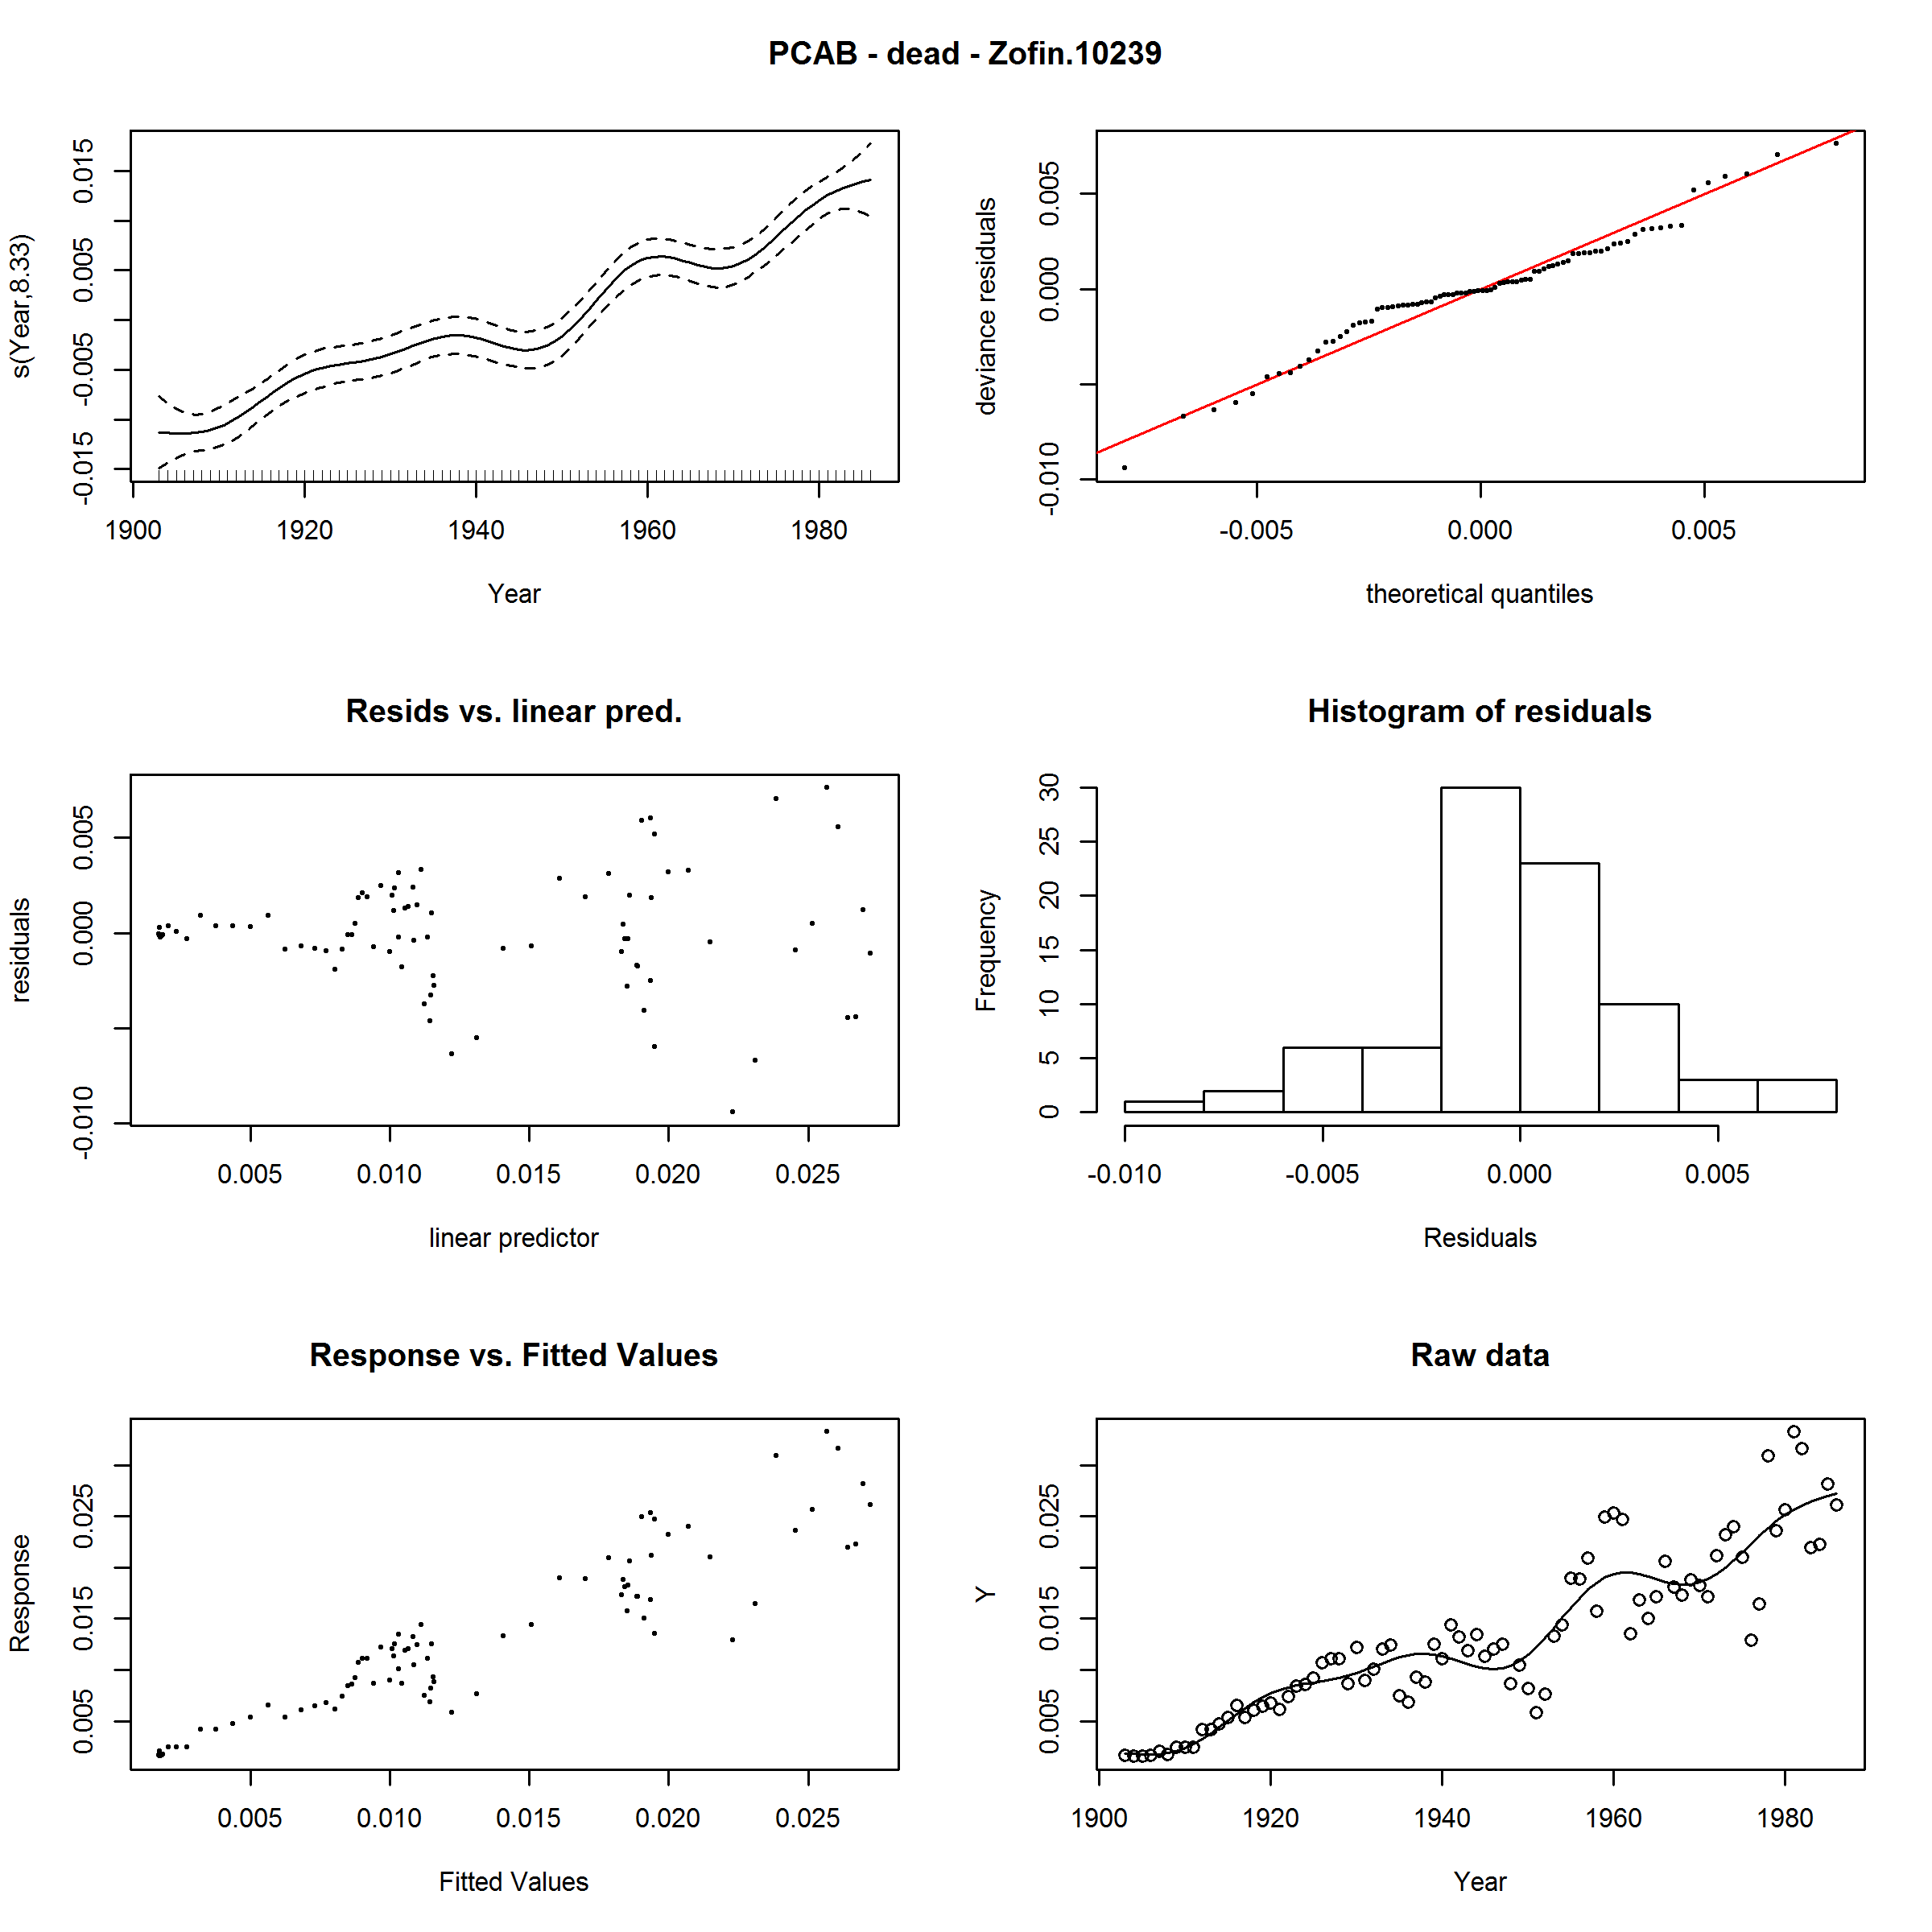 PCAB - dead - Zofin.10239
s(Year,8.33)
-0.015 -0.005 0.005 0.015
1900 1920 1940 1960 1980
Year
deviance residuals
-0.010 0.000 0.005
-0.005 0.000 0.005
theoretical quantiles
Resids vs. linear pred.
residuals
-0.010 0.000 0.005
0.005 0.010 0.015 0.020 0.025
linear predictor
Histogram of residuals
Frequency
0 5 10 15 20 25 30
-0.010 -0.005 0.000 0.005
Residuals
Response vs. Fitted Values
Response
0.005 0.015 0.025
0.005 0.010 0.015 0.020 0.025
Fitted Values
Raw data
Y
0.005 0.015 0.025
1900 1920 1940 1960 1980
Year